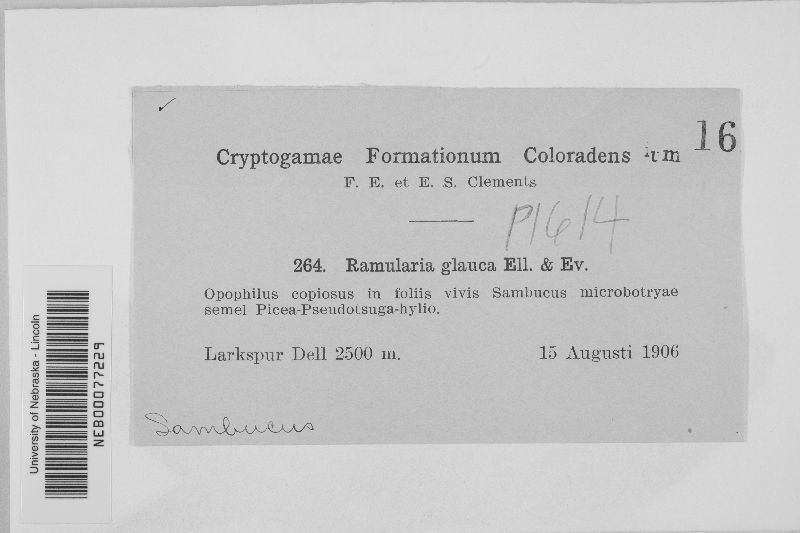 ✓
16
Cryptogamae Formationum Coloradens ium
F. E. et E. S. Clements
P1614
264. Ramularia glauca Ell. & Ev.
Opophilus copiosus in foliis vivis Sambucus microbotryae
semel Picea-Pseudotsuga-hylio.
Larkspur Dell 2500 m. 15 Augusti 1906
Sambucus
University of Nebraska - Lincoln
NEB00077229